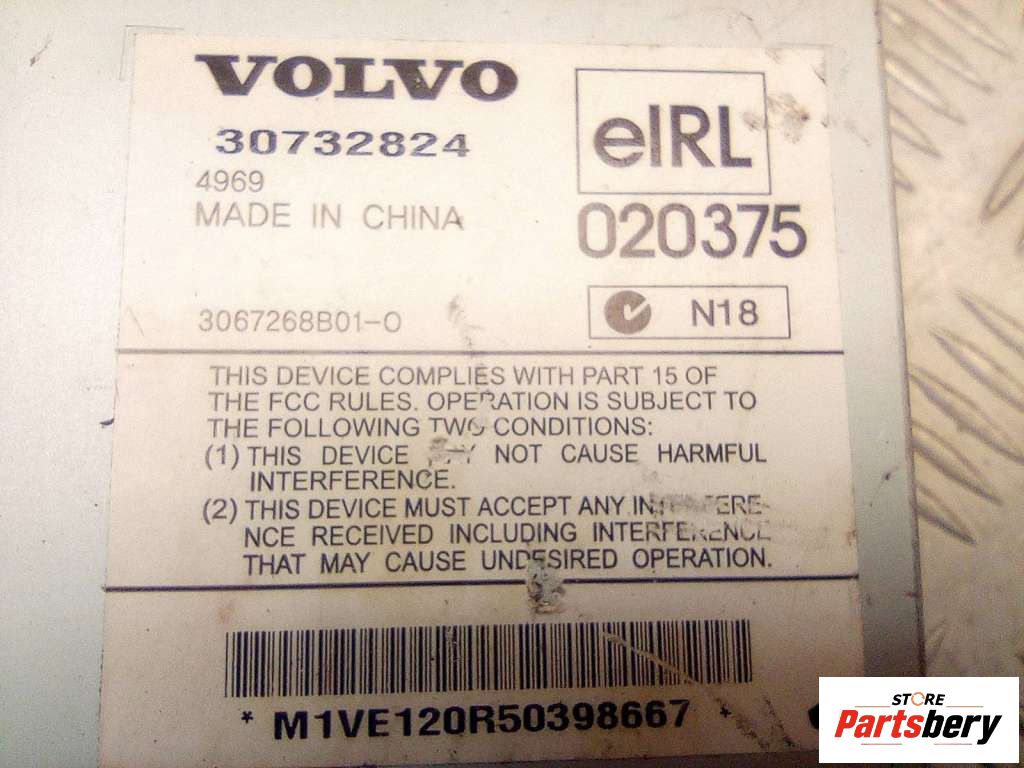 VOLVO
30732824
4969
MADE IN CHINA
eIRL
020375
3067268B01-O
N18
THIS DEVICE COMPLIES WITH PART 15 OF
THE FCC RULES. OPERATION IS SUBJECT TO
THE FOLLOWING TWO CONDITIONS:
(1) THIS DEVICE NOT CAUSE HARMFUL
INTERFERENCE.
(2) THIS DEVICE MUST ACCEPT ANY INTERFERE-
NCE RECEIVED INCLUDING INTERFERENCE
THAT MAY CAUSE UNDESIRED OPERATION.
* M1VE120R50398667 *
STORE
Partsbery